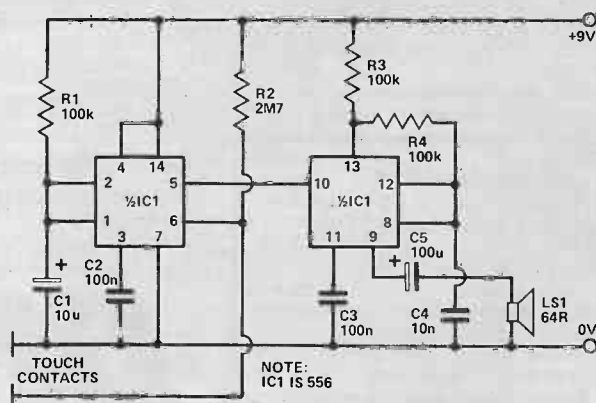 +9V
R1
100k
R2
2M7
R3
100k
R4
100k
4
14
2
½IC1
5
1
6
3
7
13
10
½IC1
12
8
11
9
+
C1
10u
C2
100n
C3
100n
+
C5
100u
C4
10n
LS1
64R
0V
TOUCH
CONTACTS
NOTE:
IC1 IS 556